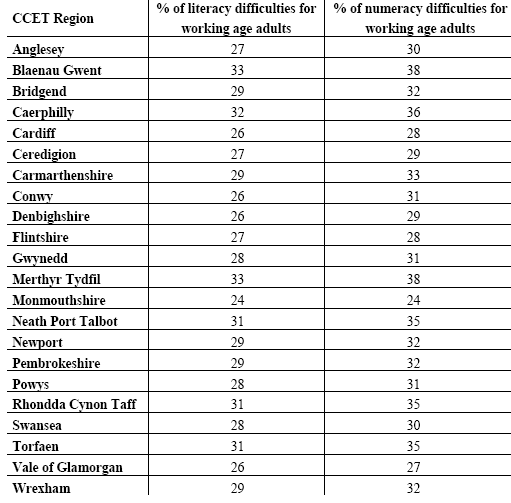 CCET Region % of literacy difficulties for working age adults % of numeracy difficulties for working age adults
Anglesey 27 30
Blaenau Gwent 33 38
Bridgend 29 32
Caerphilly 32 36
Cardiff 26 28
Ceredigion 27 29
Carmarthenshire 29 33
Conwy 26 31
Denbighshire 26 29
Flintshire 27 28
Gwynedd 28 31
Merthyr Tydfil 33 38
Monmouthshire 24 24
Neath Port Talbot 31 35
Newport 29 32
Pembrokeshire 29 32
Powys 28 31
Rhondda Cynon Taff 31 35
Swansea 28 30
Torfaen 31 35
Vale of Glamorgan 26 27
Wrexham 29 32